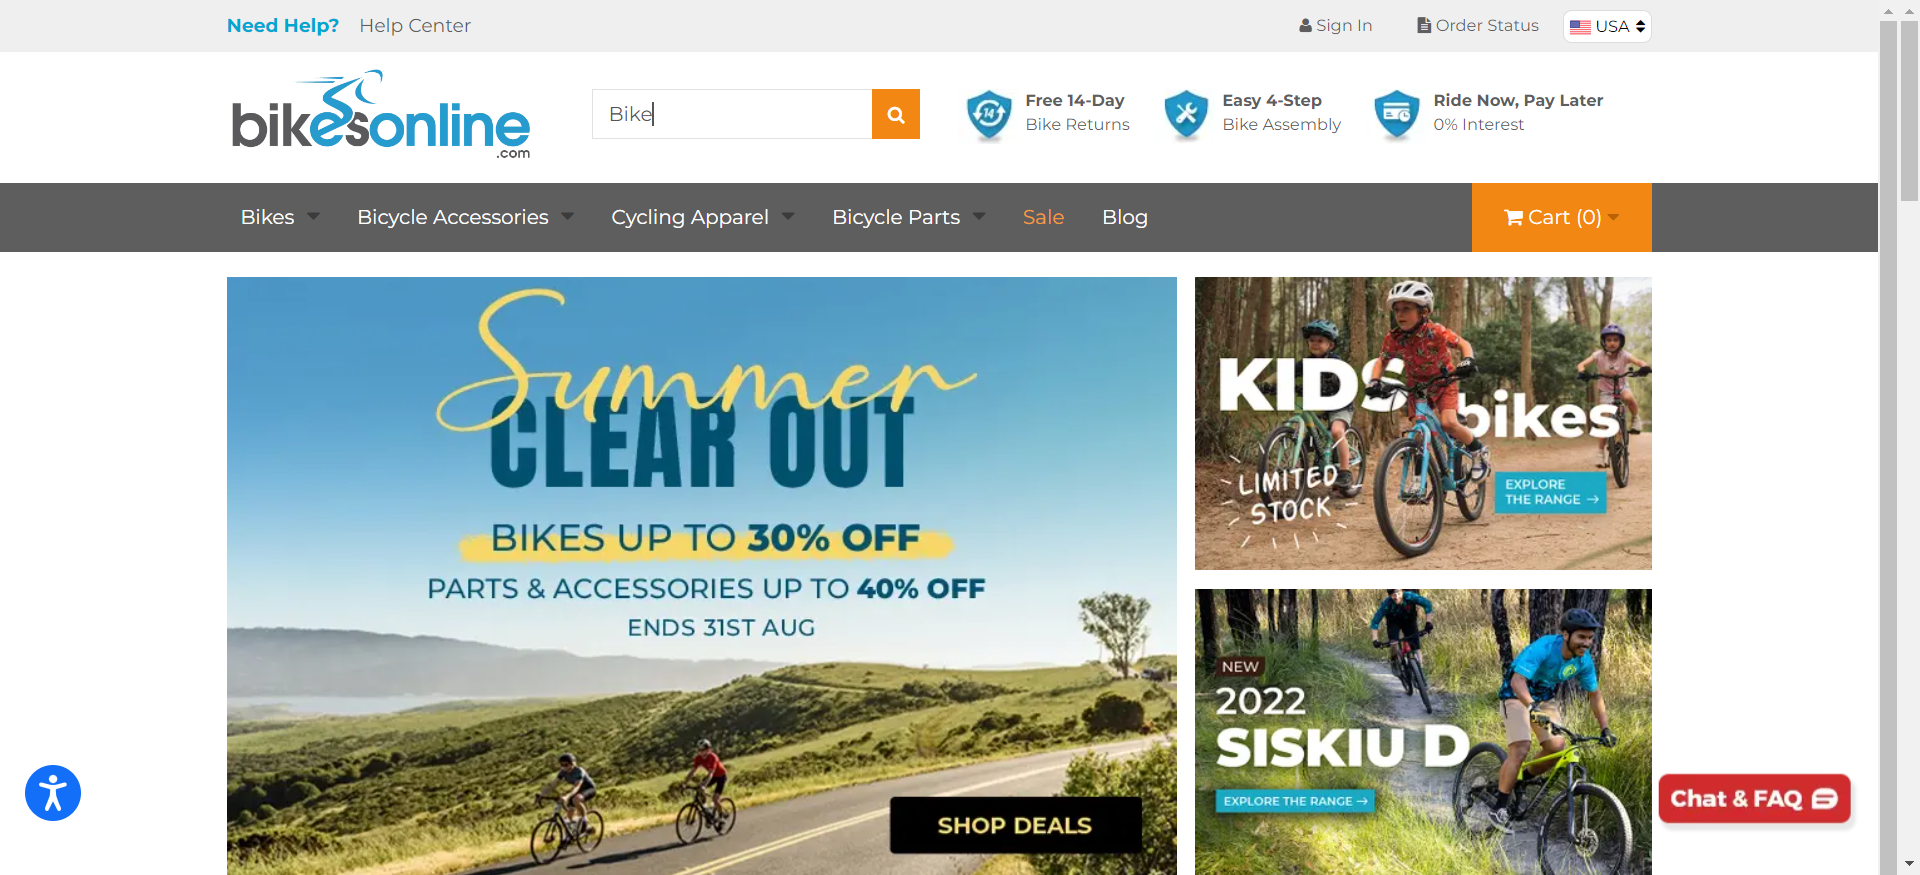 Need Help? Help Center
Sign In Order Status USA
bikesonline
.com
Bike
14
Free 14-Day
Bike Returns
Easy 4-Step
Bike Assembly
Ride Now, Pay Later
0% Interest
Bikes Bicycle Accessories Cycling Apparel Bicycle Parts Sale Blog
Cart (0)
Summer
CLEAR OUT
BIKES UP TO 30% OFF
PARTS & ACCESSORIES UP TO 40% OFF
ENDS 31ST AUG
SHOP DEALS
KIDS
bikes
LIMITED
STOCK
EXPLORE
THE RANGE →
NEW
2022
SISKIU D
EXPLORE THE RANGE →
Chat & FAQ